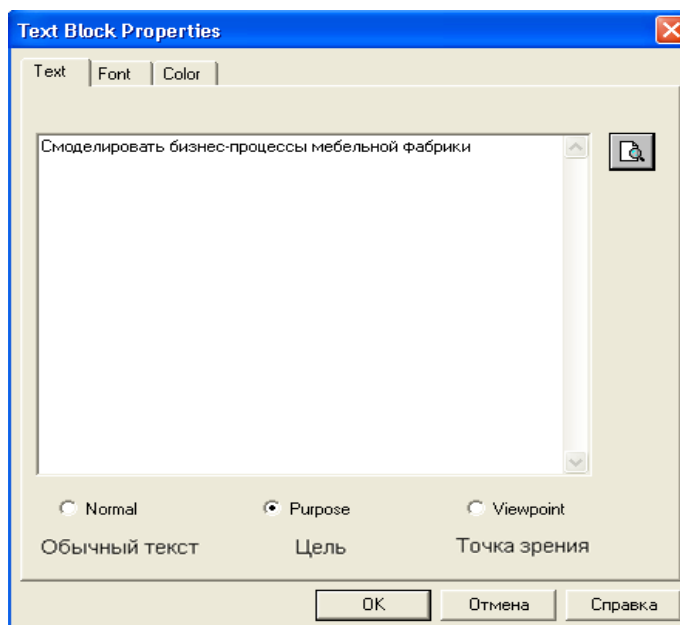 Text Block Properties
Text Font Color
Смоделировать бизнес-процессы мебельной фабрики
Normal Purpose Viewpoint
Обычный текст Цель Точка зрения
OK Отмена Справка